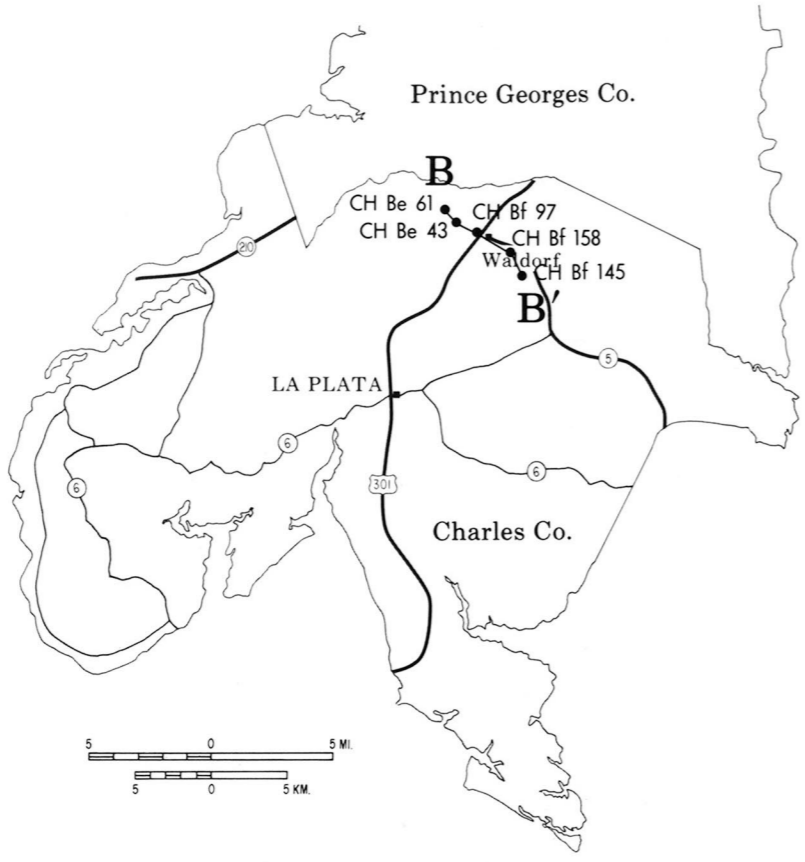 Prince Georges Co.
B
CH Be 61
CH Bf 97
CH Be 43
CH Bf 158
Waldorf
CH Bf 145
B'
210
5
LA PLATA
6
6
6
301
Charles Co.
5 0 5 MI.
5 0 5 KM.